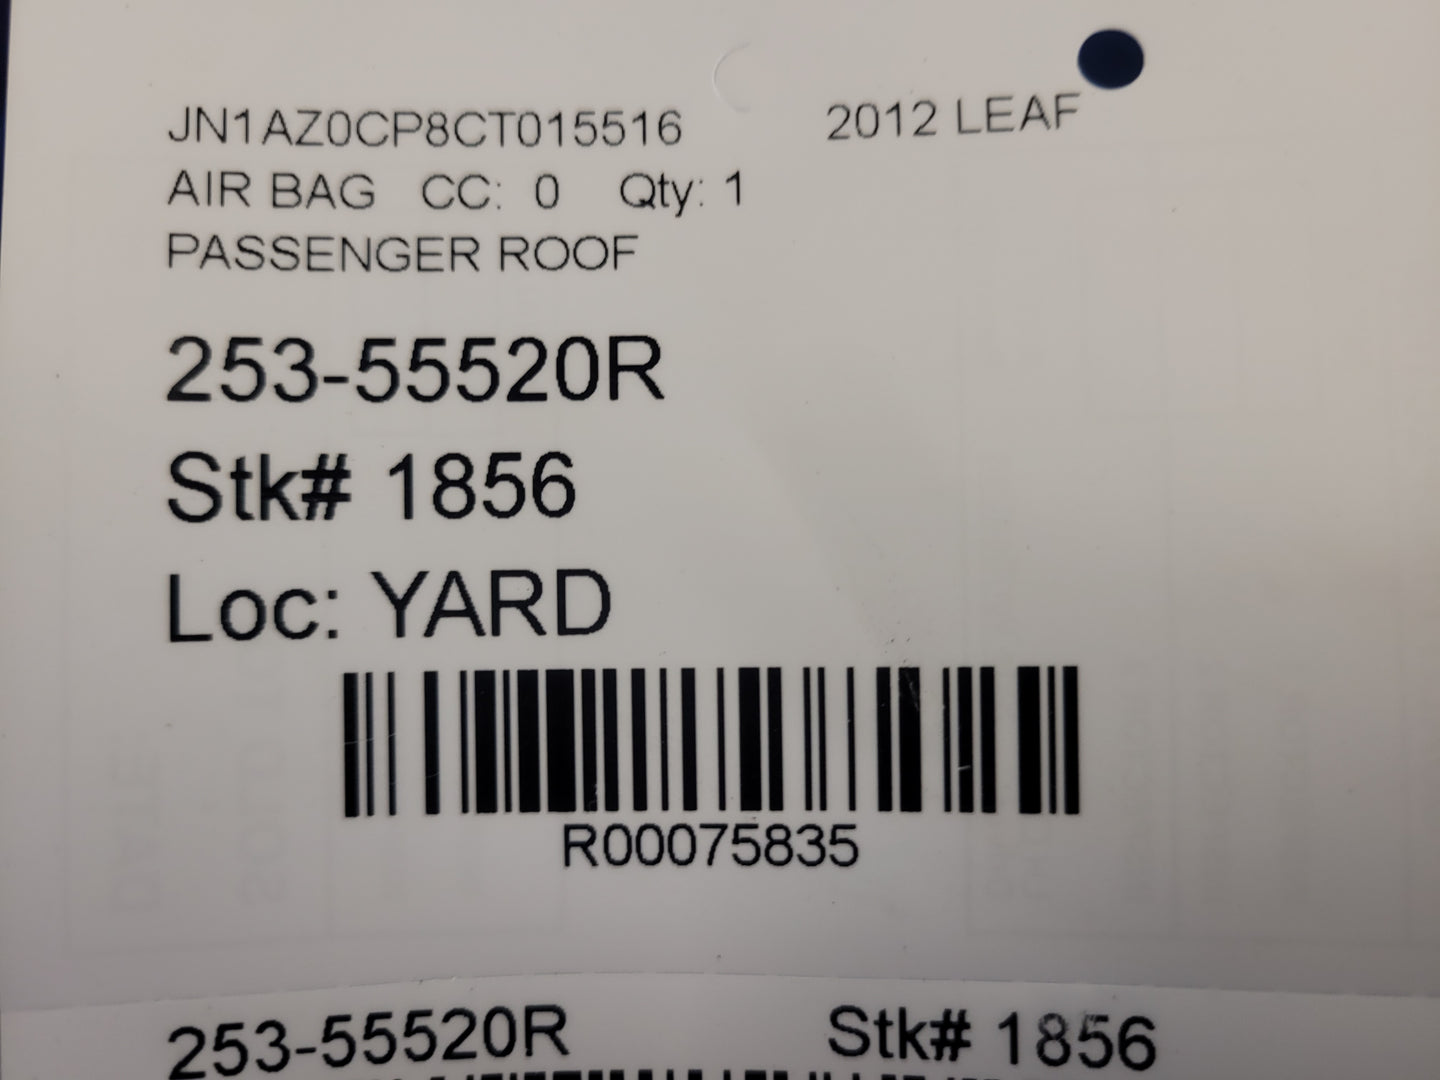 JN1AZ0CP8CT015516 2012 LEAF
AIR BAG CC: 0 Qty: 1
PASSENGER ROOF
253-55520R
Stk# 1856
Loc: YARD
R00075835
253-55520R Stk# 1856